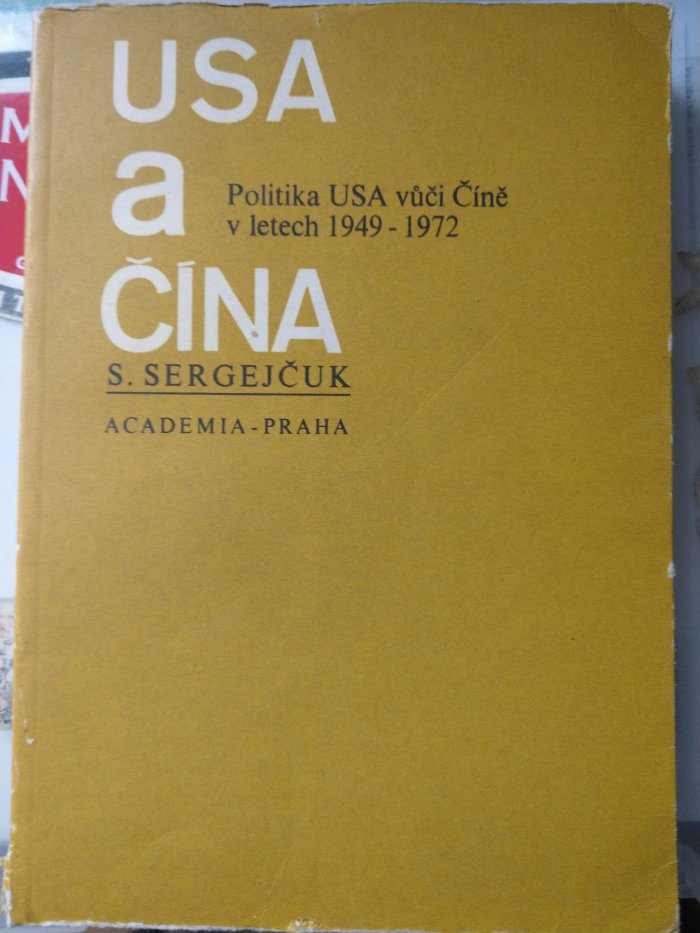 USA
a
Politika USA vůči Číně
v letech 1949 - 1972
ČÍNA
S. SERGEJČUK
ACADEMIA - PRAHA